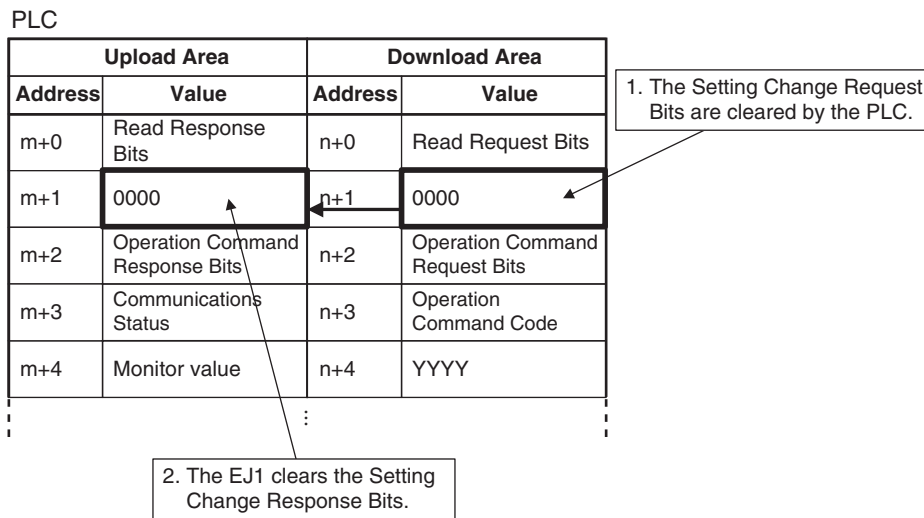 PLC
Upload Area Download Area
Address Value Address Value
1. The Setting Change Request
Bits are cleared by the PLC.
m+0 Read Response
Bits n+0 Read Request Bits
m+1 0000 n+1 0000
m+2 Operation Command
Response Bits n+2 Operation Command
Request Bits
m+3 Communications
Status n+3 Operation
Command Code
m+4 Monitor value n+4 YYYY
...
2. The EJ1 clears the Setting
Change Response Bits.